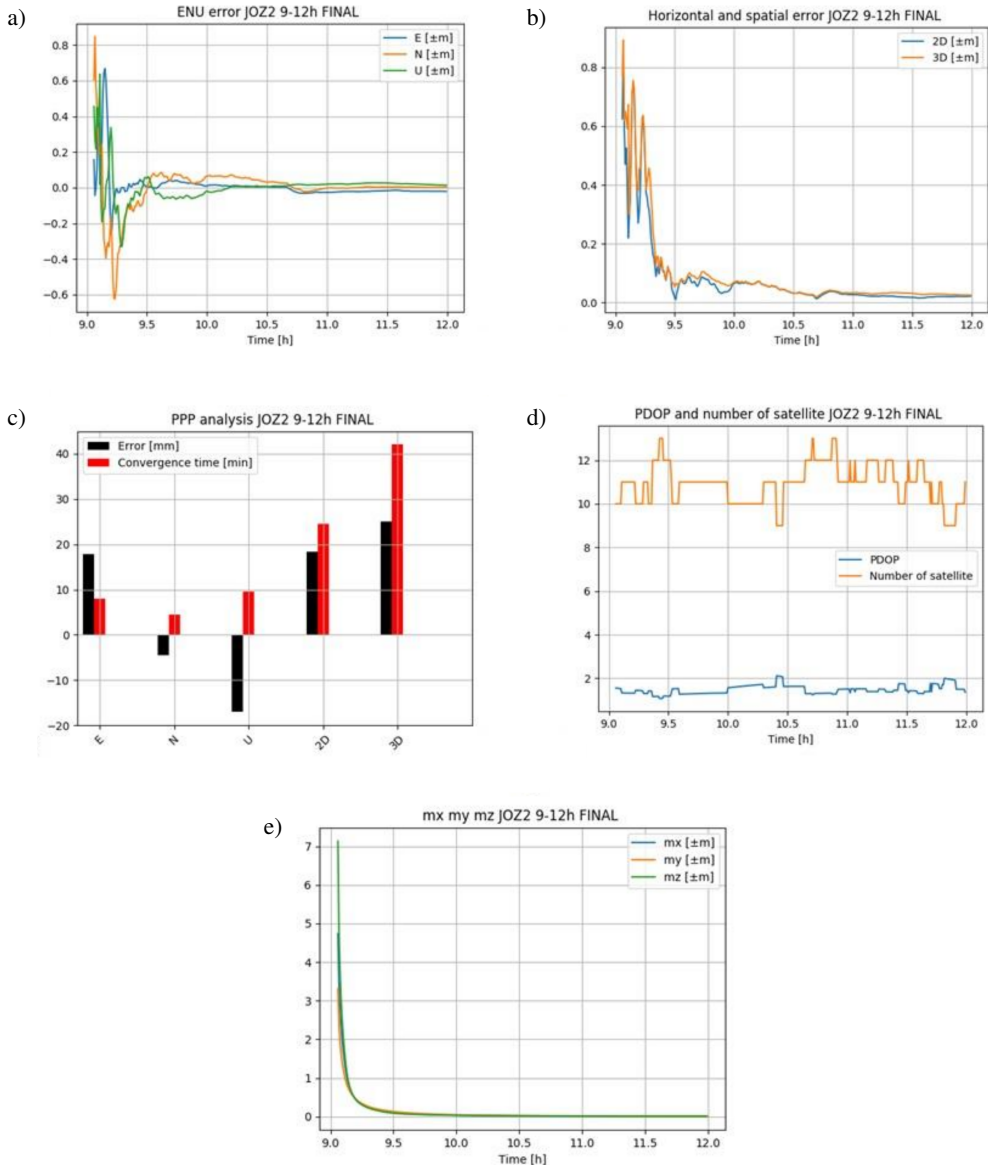 a)
ENU error JOZ2 9-12h FINAL
E [±m]
N [±m]
U [±m]
0.8
0.6
0.4
0.2
0.0
−0.2
−0.4
−0.6
9.0 9.5 10.0 10.5 11.0 11.5 12.0
Time [h]
b)
Horizontal and spatial error JOZ2 9-12h FINAL
2D [±m]
3D [±m]
0.8
0.6
0.4
0.2
0.0
9.0 9.5 10.0 10.5 11.0 11.5 12.0
Time [h]
c)
PPP analysis JOZ2 9-12h FINAL
Error [mm]
Convergence time [min]
40
30
20
10
0
−10
−20
E N U 2D 3D
d)
PDOP and number of satellite JOZ2 9-12h FINAL
PDOP
Number of satellite
12
10
8
6
4
2
9.0 9.5 10.0 10.5 11.0 11.5 12.0
Time [h]
e)
mx my mz JOZ2 9-12h FINAL
mx [±m]
my [±m]
mz [±m]
7
6
5
4
3
2
1
0
9.0 9.5 10.0 10.5 11.0 11.5 12.0
Time [h]